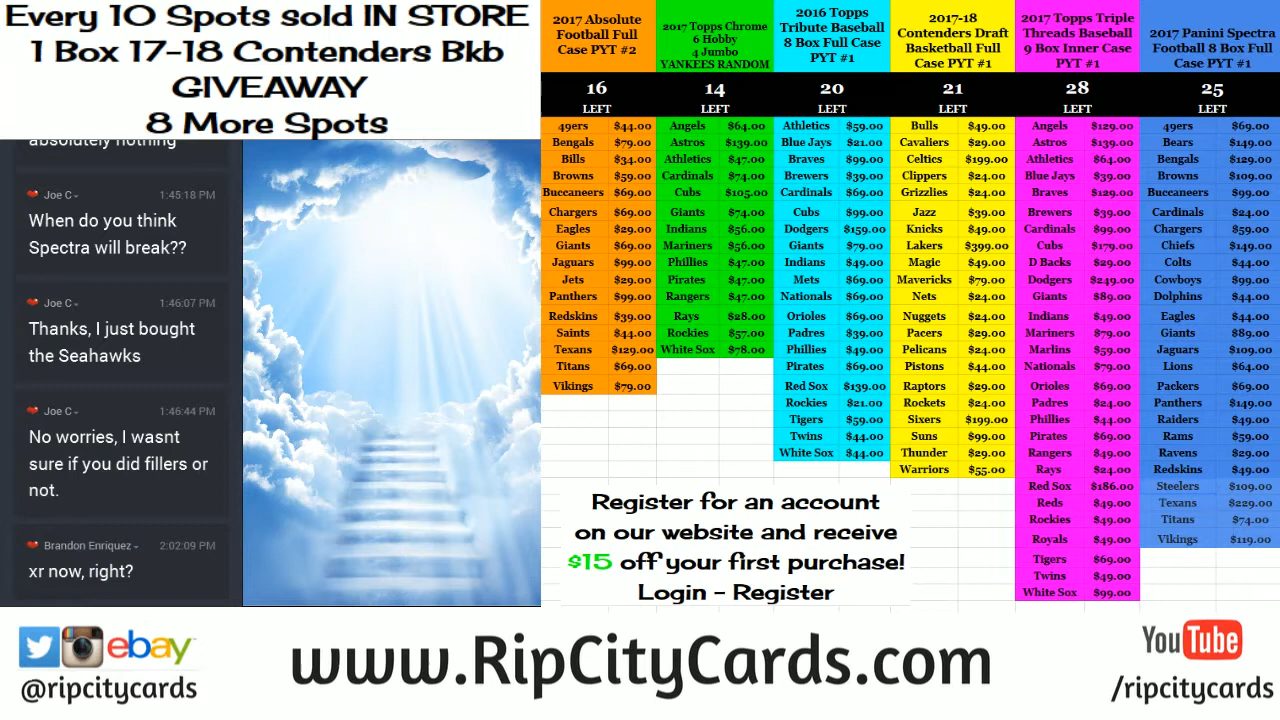 Every 10 Spots sold IN STORE
1 Box 17-18 Contenders Bkb
GIVEAWAY
8 More Spots
absolutely nothing
Joe C
1:45:18 PM
When do you think
Spectra will break??
Joe C
1:46:07 PM
Thanks, I just bought
the Seahawks
Joe C
1:46:44 PM
No worries, I wasnt
sure if you did fillers or
not.
Brandon Enriquez
2:02:09 PM
xr now, right?
2017 Absolute
Football Full
Case PYT #2
16
LEFT
49ers $44.00
Bengals $79.00
Bills $34.00
Browns $59.00
Buccaneers $69.00
Chargers $69.00
Eagles $29.00
Giants $69.00
Jaguars $99.00
Jets $29.00
Panthers $99.00
Redskins $39.00
Saints $44.00
Texans $129.00
Titans $69.00
Vikings $79.00
2017 Topps Chrome
6 Hobby
4 Jumbo
YANKEES RANDOM
14
LEFT
Angels $64.00
Astros $139.00
Athletics $47.00
Cardinals $74.00
Cubs $105.00
Giants $74.00
Indians $56.00
Mariners $56.00
Phillies $47.00
Pirates $47.00
Rangers $47.00
Rays $28.00
Rockies $57.00
White Sox $78.00
2016 Topps
Tribute Baseball
8 Box Full Case
PYT #1
20
LEFT
Athletics $59.00
Blue Jays $21.00
Braves $99.00
Brewers $39.00
Cardinals $69.00
Cubs $99.00
Dodgers $159.00
Giants $79.00
Indians $49.00
Mets $69.00
Nationals $69.00
Orioles $69.00
Padres $39.00
Phillies $49.00
Pirates $69.00
Red Sox $139.00
Rockies $21.00
Tigers $59.00
Twins $44.00
White Sox $44.00
2017-18
Contenders Draft
Basketball Full
Case PYT #1
21
LEFT
Bulls $49.00
Cavaliers $29.00
Celtics $199.00
Clippers $24.00
Grizzlies $24.00
Jazz $39.00
Knicks $49.00
Lakers $399.00
Magic $49.00
Mavericks $79.00
Nets $24.00
Nuggets $24.00
Pacers $29.00
Pelicans $24.00
Pistons $44.00
Raptors $29.00
Rockets $24.00
Sixers $199.00
Suns $99.00
Thunder $29.00
Warriors $55.00
2017 Topps Triple
Threads Baseball
9 Box Inner Case
PYT #1
28
LEFT
Angels $129.00
Astros $139.00
Athletics $64.00
Blue Jays $39.00
Braves $129.00
Brewers $39.00
Cardinals $99.00
Cubs $179.00
D Backs $29.00
Dodgers $249.00
Giants $89.00
Indians $49.00
Mariners $79.00
Marlins $59.00
Nationals $79.00
Orioles $69.00
Padres $24.00
Phillies $44.00
Pirates $69.00
Rangers $49.00
Rays $24.00
Red Sox $186.00
Reds $49.00
Rockies $49.00
Royals $49.00
Tigers $69.00
Twins $49.00
White Sox $99.00
2017 Panini Spectra
Football 8 Box Full
Case PYT #1
25
LEFT
49ers $69.00
Bears $149.00
Bengals $129.00
Browns $109.00
Buccaneers $99.00
Cardinals $24.00
Chargers $59.00
Chiefs $149.00
Colts $44.00
Cowboys $99.00
Dolphins $44.00
Eagles $44.00
Giants $89.00
Jaguars $109.00
Lions $64.00
Packers $69.00
Panthers $149.00
Raiders $49.00
Rams $59.00
Ravens $29.00
Redskins $49.00
Steelers $109.00
Texans $229.00
Titans $74.00
Vikings $119.00
Register for an account
on our website and receive
$15 off your first purchase!
Login - Register
ebay
@ripcitycards
www.RipCityCards.com
YouTube
/ripcitycards